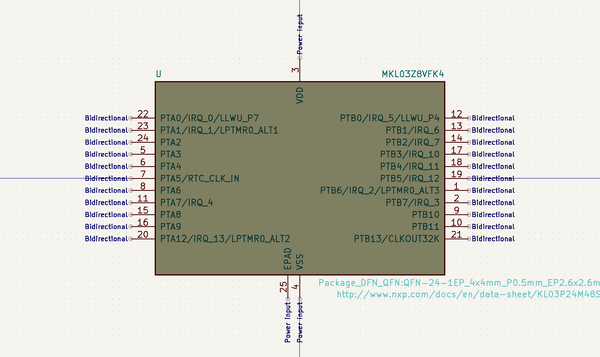 Power input
3
U
MKL03Z8VFK4
VDD
Bidirectional 22 PTA0/IRQ_0/LLWU_P7
Bidirectional 23 PTA1/IRQ_1/LPTMR0_ALT1
Bidirectional 24 PTA2
Bidirectional 5 PTA3
Bidirectional 6 PTA4
Bidirectional 7 PTA5/RTC_CLK_IN
Bidirectional 8 PTA6
Bidirectional 11 PTA7/IRQ_4
Bidirectional 15 PTA8
Bidirectional 16 PTA9
Bidirectional 20 PTA12/IRQ_13/LPTMR0_ALT2
PTB0/IRQ_5/LLWU_P4 12 Bidirectional
PTB1/IRQ_6 13 Bidirectional
PTB2/IRQ_7 14 Bidirectional
PTB3/IRQ_10 17 Bidirectional
PTB4/IRQ_11 18 Bidirectional
PTB5/IRQ_12 19 Bidirectional
PTB6/IRQ_2/LPTMR0_ALT3 1 Bidirectional
PTB7/IRQ_3 2 Bidirectional
PTB10 9 Bidirectional
PTB11 10 Bidirectional
PTB13/CLKOUT32K 21 Bidirectional
EPAD
VSS
25
4
Power input
Power input
Package_DFN_QFN:QFN-24-1EP_4x4mm_P0.5mm_EP2.6x2.6m
http://www.nxp.com/docs/en/data-sheet/KL03P24M48S